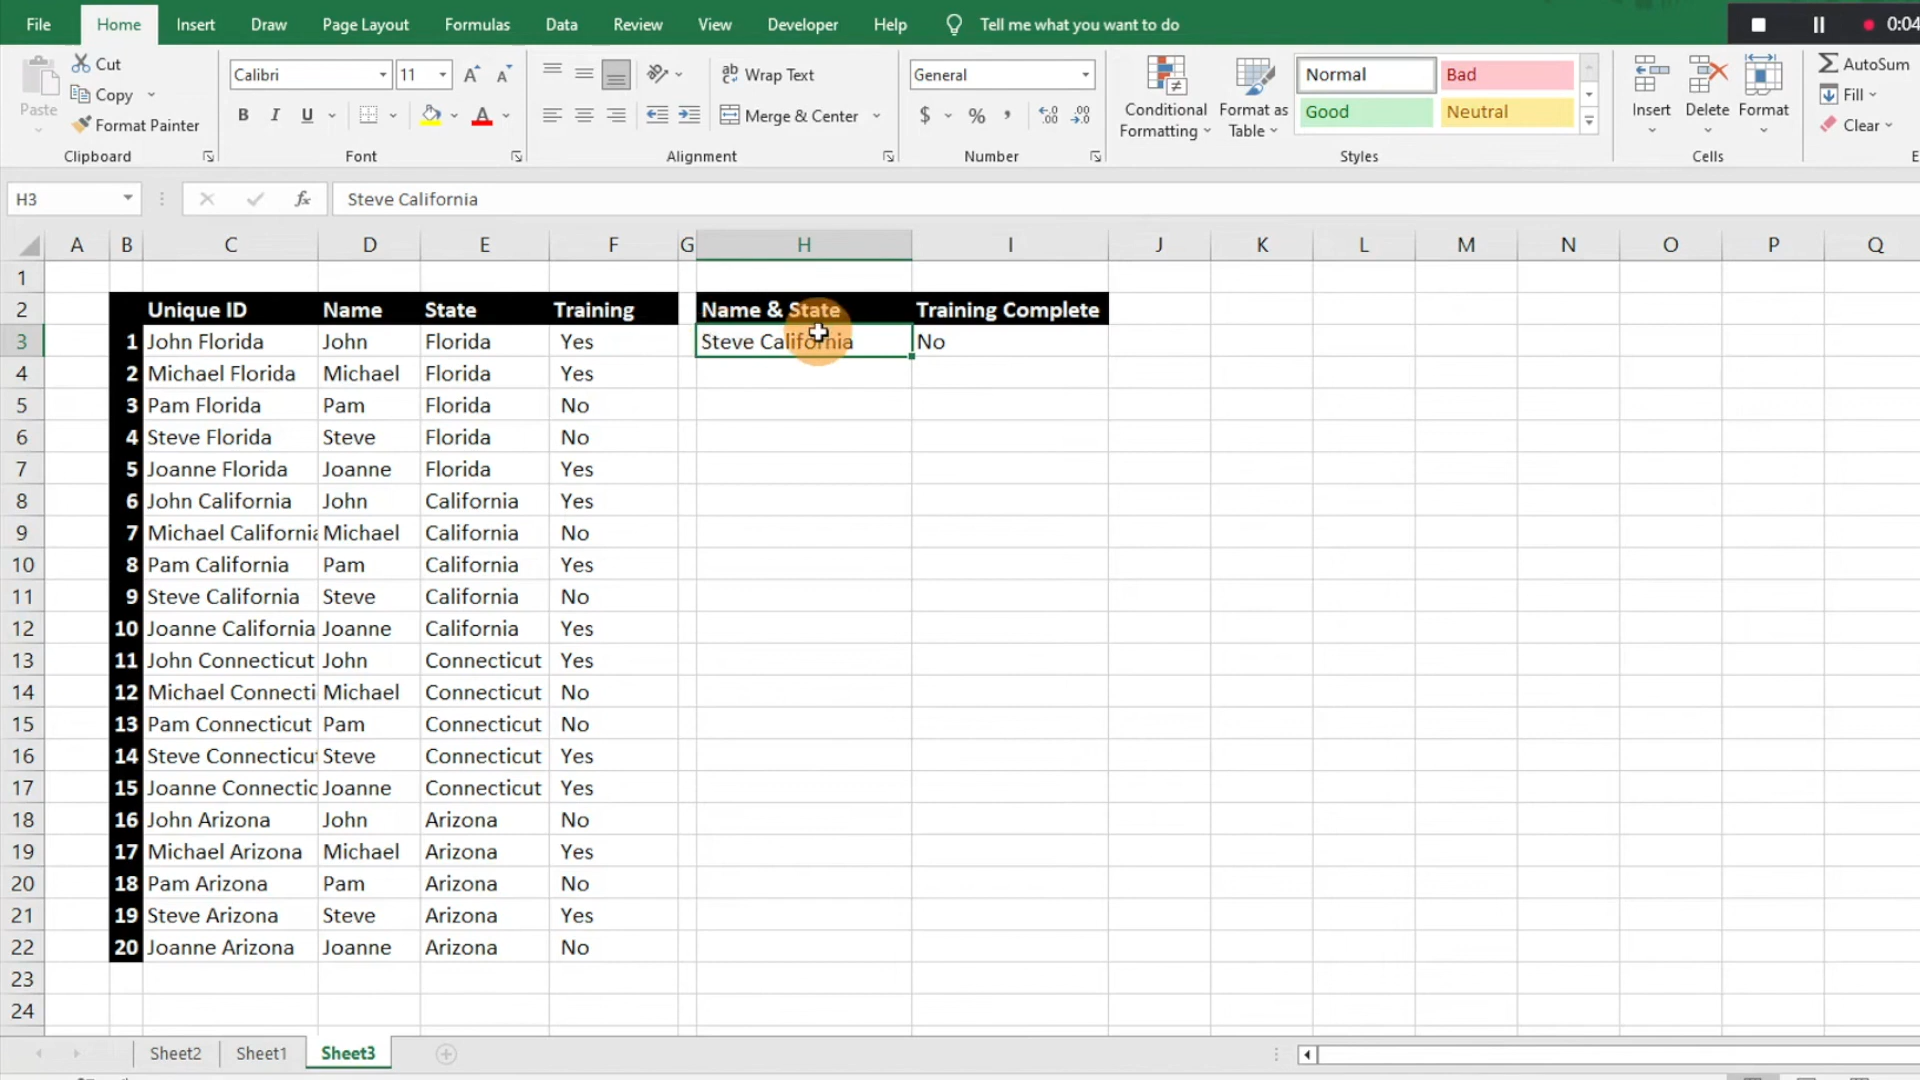 File Home Insert Draw Page Layout Formulas Data Review View Developer Help Tell me what you want to do 0:04
Paste
Cut
Copy
Format Painter
Clipboard
Calibri 11
B I U
Font
Wrap Text
Merge & Center
Alignment
General
$ % ,
Number
Conditional Formatting
Format as Table
Normal Bad
Good Neutral
Styles
Insert Delete Format
Cells
AutoSum
Fill
Clear
H3 fx Steve California
A B C D E F G H I J K L M N O P Q
1
2 Unique ID Name State Training Name & State Training Complete
3 1 John Florida John Florida Yes Steve California No
4 2 Michael Florida Michael Florida Yes
5 3 Pam Florida Pam Florida No
6 4 Steve Florida Steve Florida No
7 5 Joanne Florida Joanne Florida Yes
8 6 John California John California Yes
9 7 Michael California Michael California No
10 8 Pam California Pam California Yes
11 9 Steve California Steve California No
12 10 Joanne California Joanne California Yes
13 11 John Connecticut John Connecticut Yes
14 12 Michael Connecti Michael Connecticut No
15 13 Pam Connecticut Pam Connecticut No
16 14 Steve Connecticut Steve Connecticut Yes
17 15 Joanne Connectic Joanne Connecticut Yes
18 16 John Arizona John Arizona No
19 17 Michael Arizona Michael Arizona Yes
20 18 Pam Arizona Pam Arizona No
21 19 Steve Arizona Steve Arizona Yes
22 20 Joanne Arizona Joanne Arizona No
23
24
Sheet2 Sheet1 Sheet3